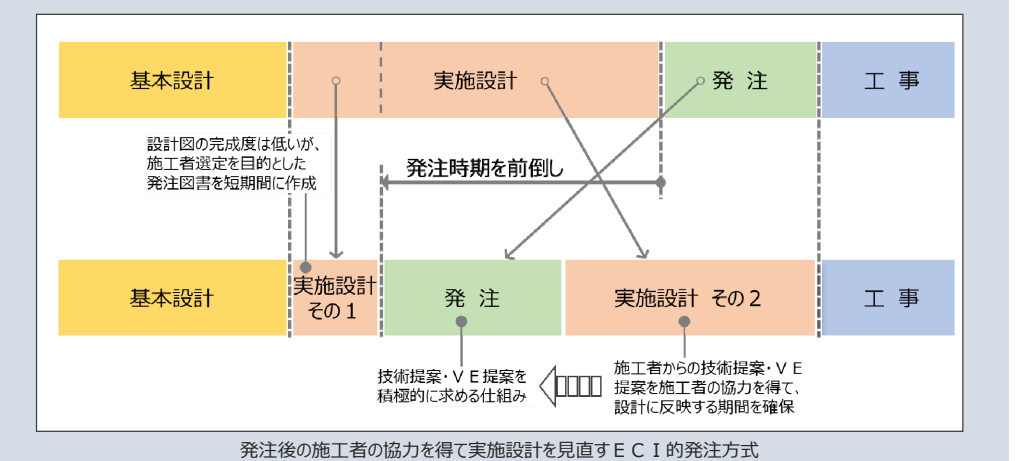 基本設計
実施設計
発 注
工 事
設計図の完成度は低いが、
施工者選定を目的とした
発注図書を短期間に作成
発注時期を前倒し
基本設計
実施設計
その1
発 注
実施設計 その2
工 事
技術提案・VE提案を
積極的に求める仕組み
施工者からの技術提案・VE
提案を施工者の協力を得て、
設計に反映する期間を確保
発注後の施工者の協力を得て実施設計を見直すECI的発注方式